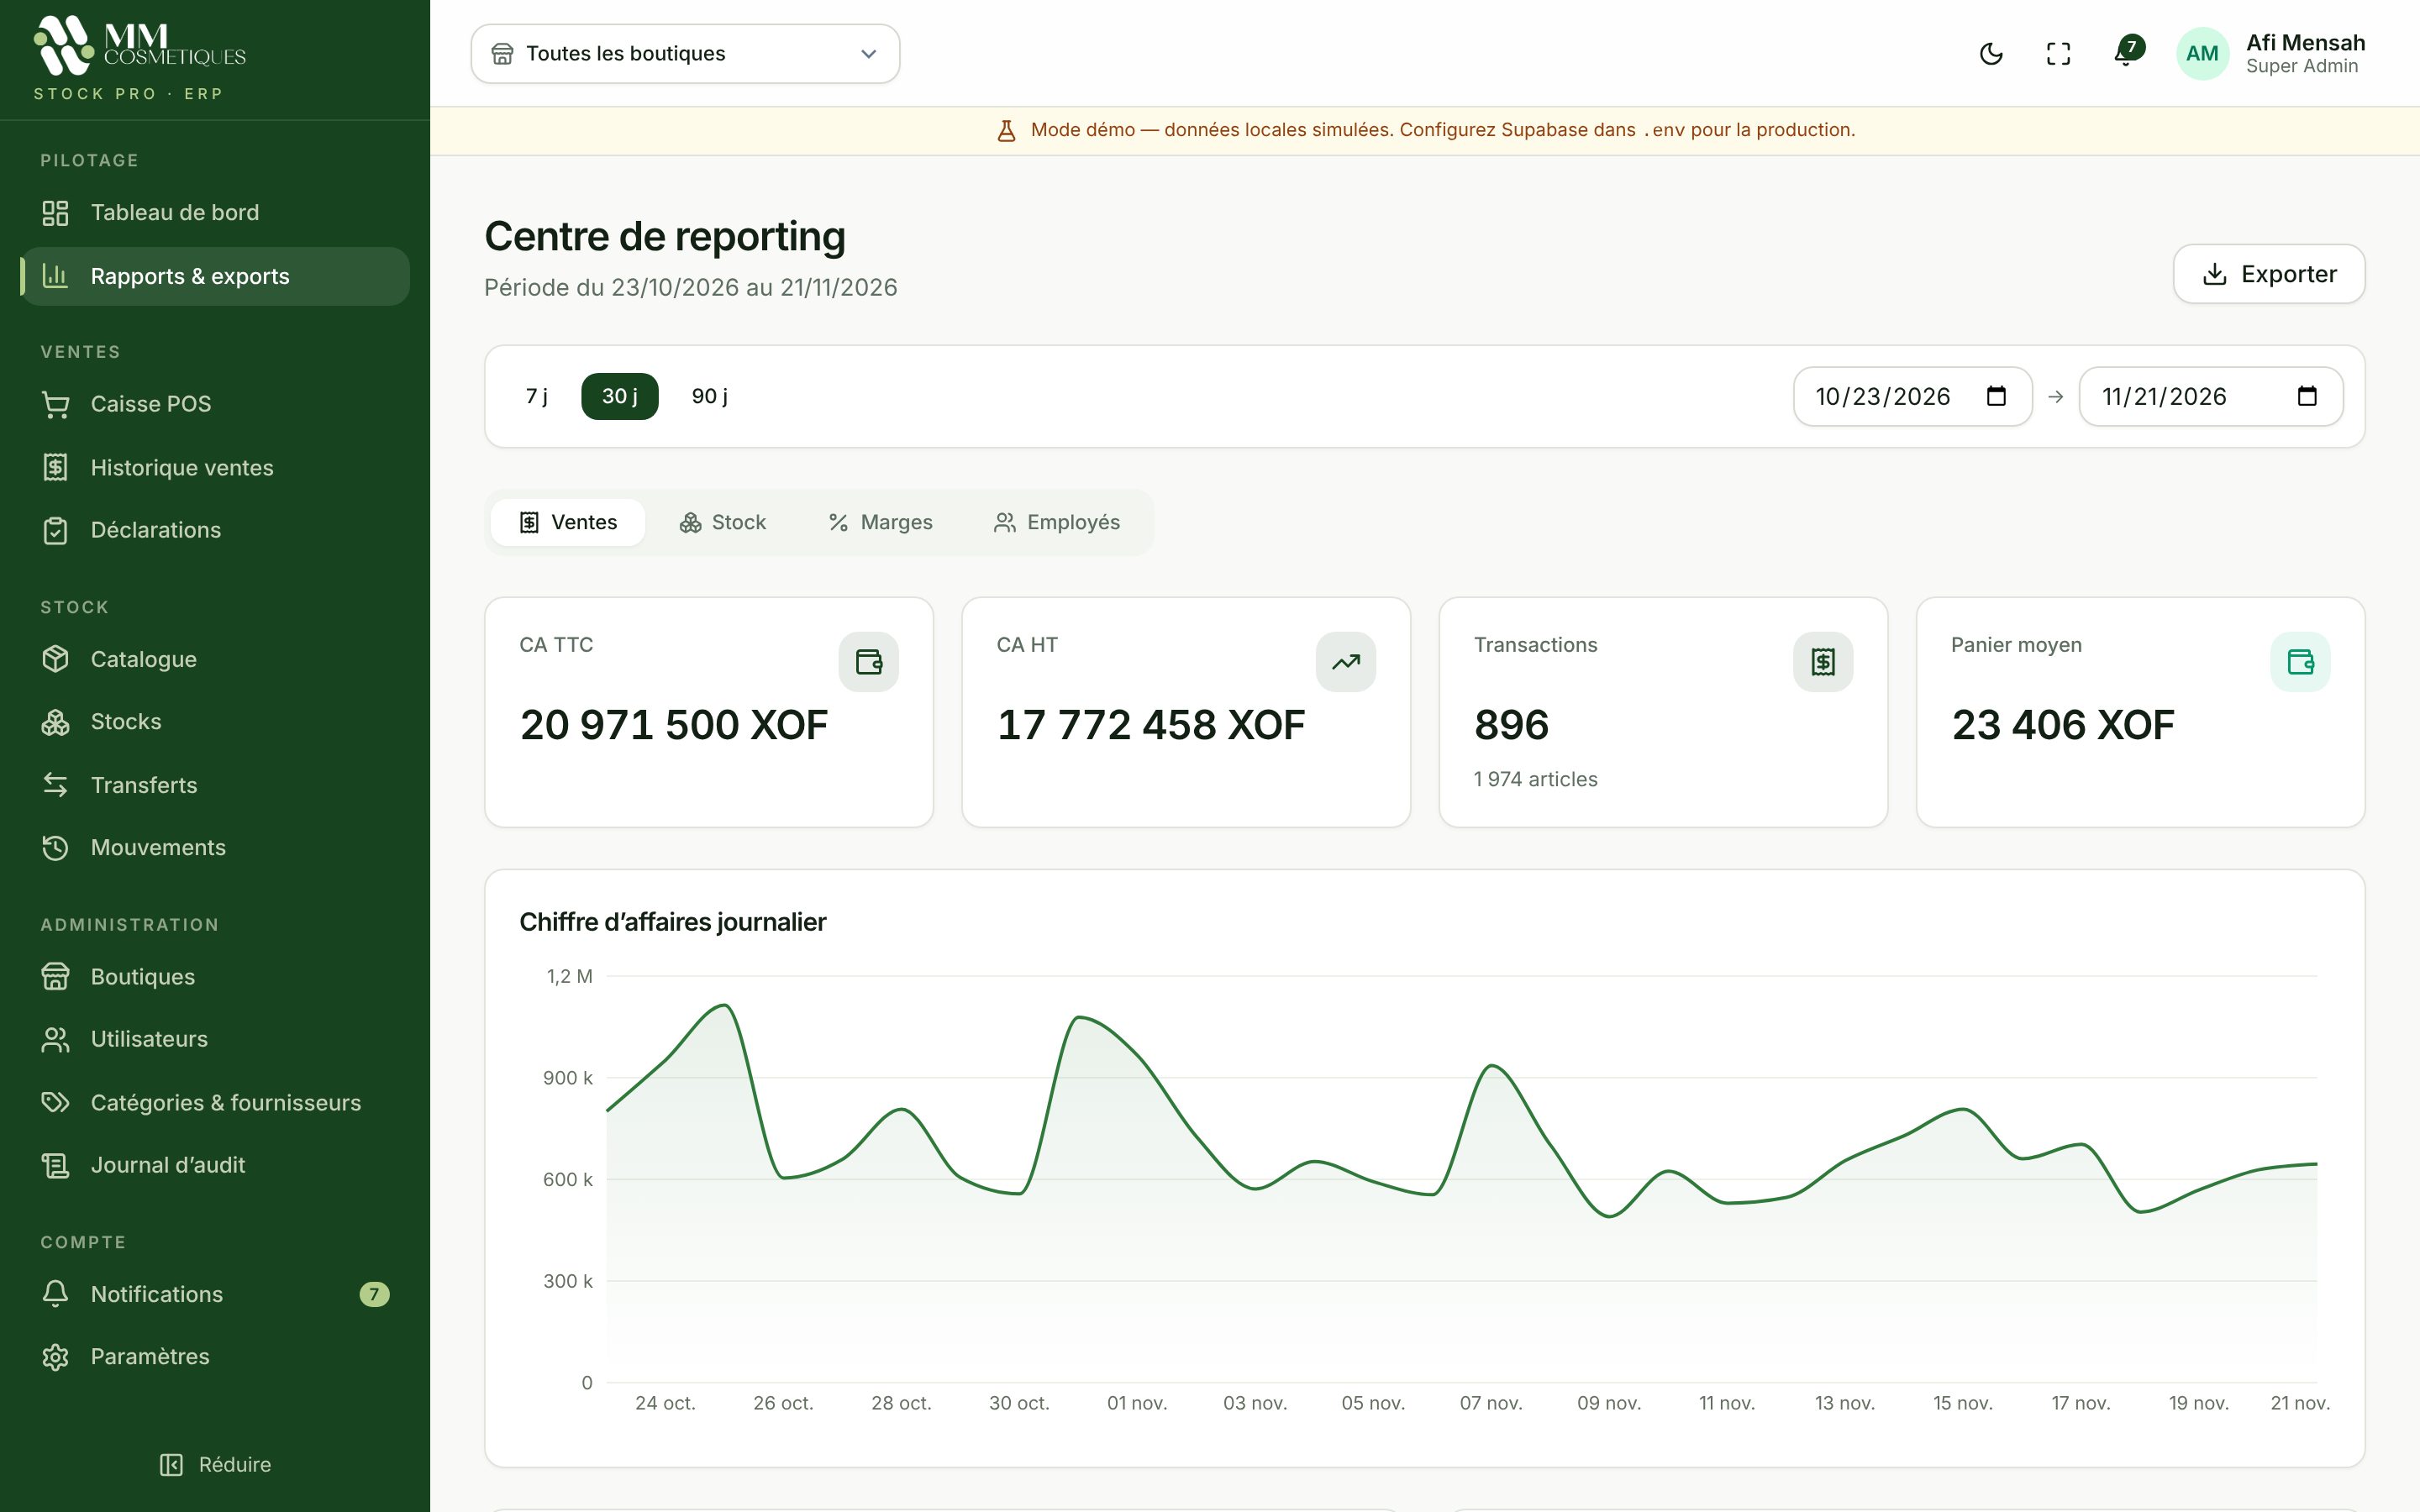 MM
COSMETIQUES
STOCK PRO · ERP
PILOTAGE
Tableau de bord
Rapports & exports
VENTES
Caisse POS
Historique ventes
Déclarations
STOCK
Catalogue
Stocks
Transferts
Mouvements
ADMINISTRATION
Boutiques
Utilisateurs
Catégories & fournisseurs
Journal d’audit
COMPTE
Notifications 7
Paramètres
Réduire
Toutes les boutiques
7
AM
Afi Mensah
Super Admin
Mode démo — données locales simulées. Configurez Supabase dans .env pour la production.
Centre de reporting
Période du 23/10/2026 au 21/11/2026
Exporter
7 j 30 j 90 j
10/23/2026 → 11/21/2026
Ventes Stock Marges Employés
CA TTC
20 971 500 XOF
CA HT
17 772 458 XOF
Transactions
896
1 974 articles
Panier moyen
23 406 XOF
Chiffre d’affaires journalier
1,2 M
900 k
600 k
300 k
0
24 oct. 26 oct. 28 oct. 30 oct. 01 nov. 03 nov. 05 nov. 07 nov. 09 nov. 11 nov. 13 nov. 15 nov. 17 nov. 19 nov. 21 nov.